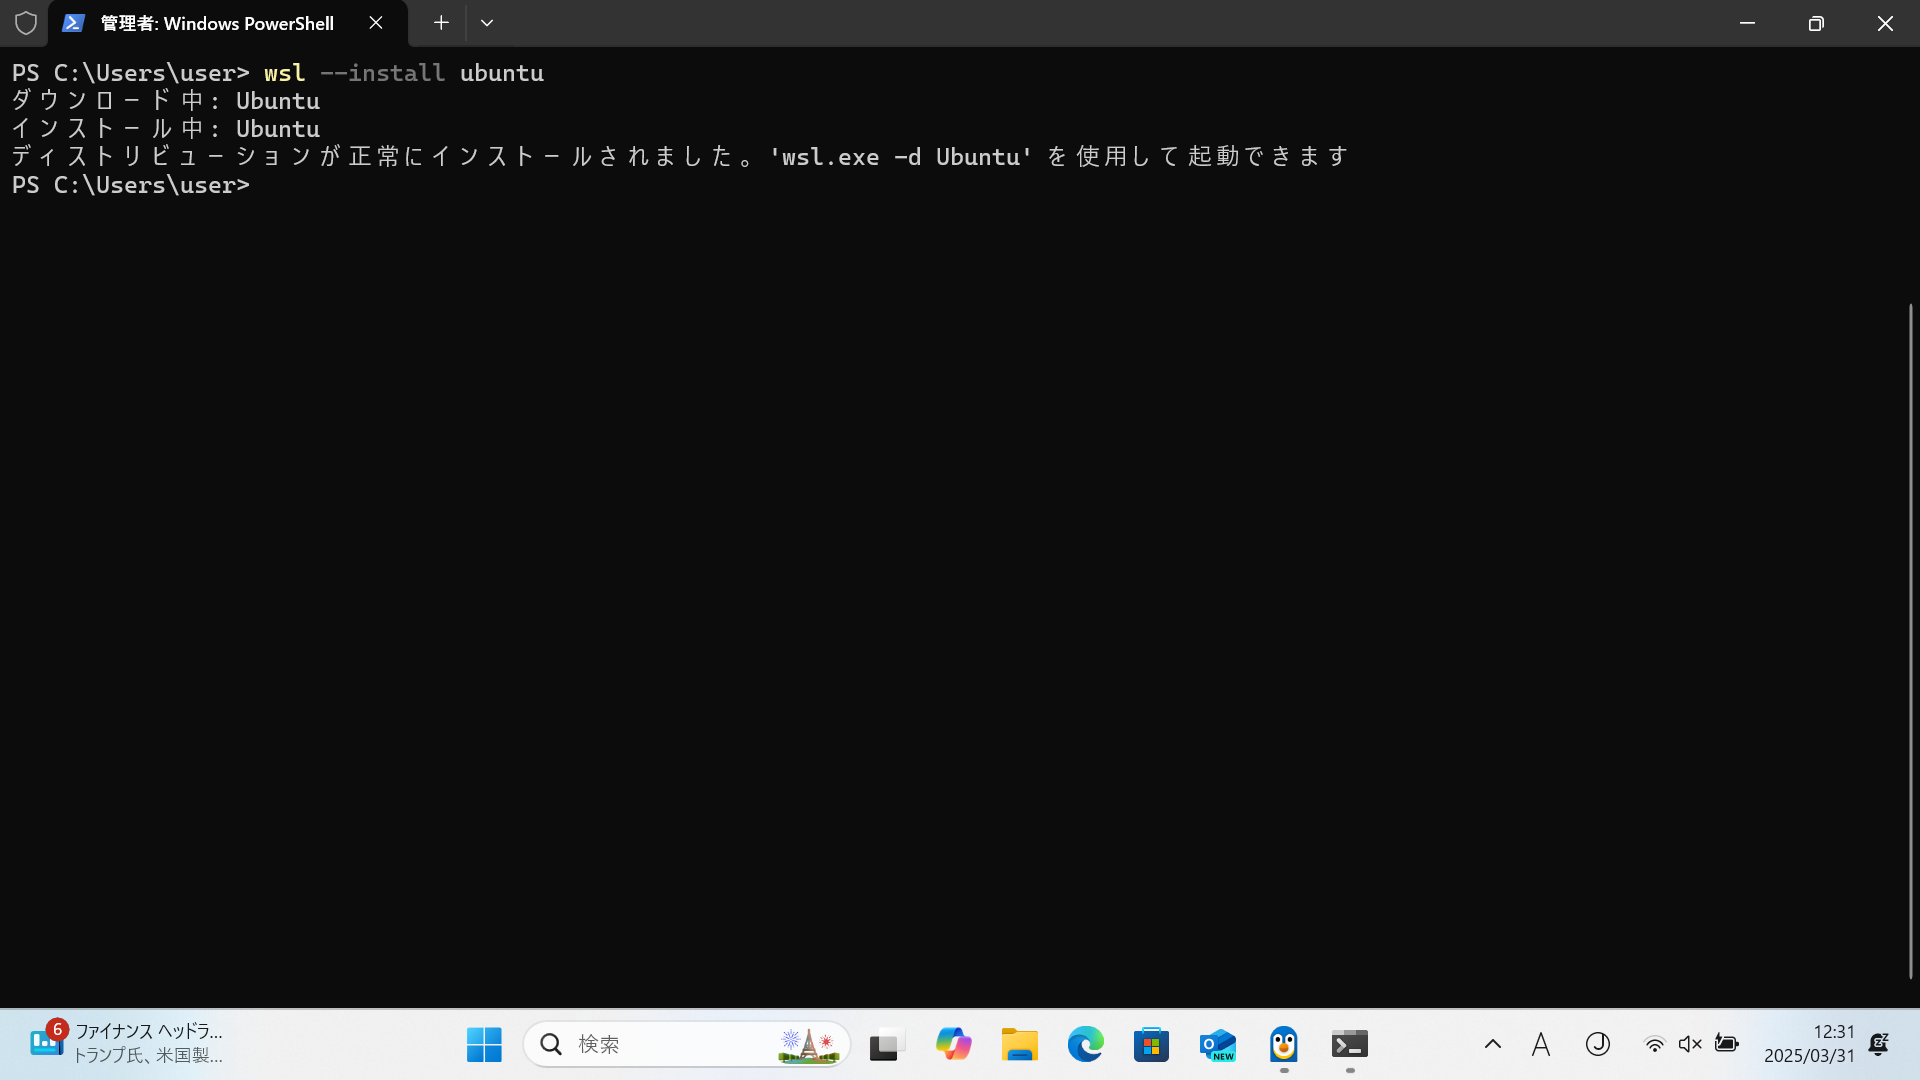 管理者: Windows PowerShell
PS C:\Users\user> wsl --install ubuntu
ダウンロード中: Ubuntu
インストール中: Ubuntu
ディストリビューションが正常にインストールされました。'wsl.exe -d Ubuntu' を使用して起動できます
PS C:\Users\user>
6
ファイナンス ヘッドラ...
トランプ氏、米国製...
検索
NEW
A
J
12:31
2025/03/31